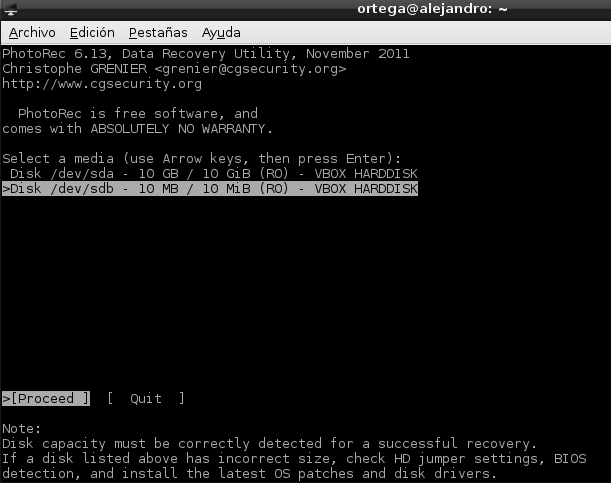 ortega@alejandro: ~
Archivo Edición Pestañas Ayuda
PhotoRec 6.13, Data Recovery Utility, November 2011
Christophe GRENIER <grenier@cgsecurity.org>
http://www.cgsecurity.org
PhotoRec is free software, and
comes with ABSOLUTELY NO WARRANTY.
Select a media (use Arrow keys, then press Enter):
Disk /dev/sda - 10 GB / 10 GiB (RO) - VBOX HARDDISK
>Disk /dev/sdb - 10 MB / 10 MiB (RO) - VBOX HARDDISK
>[Proceed ] [ Quit ]
Note:
Disk capacity must be correctly detected for a successful recovery.
If a disk listed above has incorrect size, check HD jumper settings, BIOS
detection, and install the latest OS patches and disk drivers.